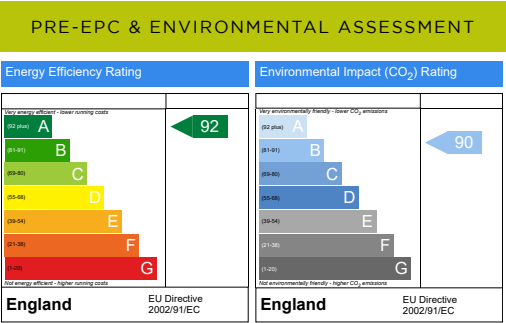 PRE-EPC & ENVIRONMENTAL ASSESSMENT
Energy Efficiency Rating
Very energy efficient - lower running costs
(92 plus) A
92
(81-91) B
(69-80) C
(55-68) D
(39-54) E
(21-38) F
(1-20) G
Not energy efficient - higher running costs
England
EU Directive
2002/91/EC
Environmental Impact (CO2) Rating
Very environmentally friendly - lower CO2 emissions
(92 plus) A
(81-91) B
90
(69-80) C
(55-68) D
(39-54) E
(21-38) F
(1-20) G
Not environmentally friendly - higher CO2 emissions
England
EU Directive
2002/91/EC